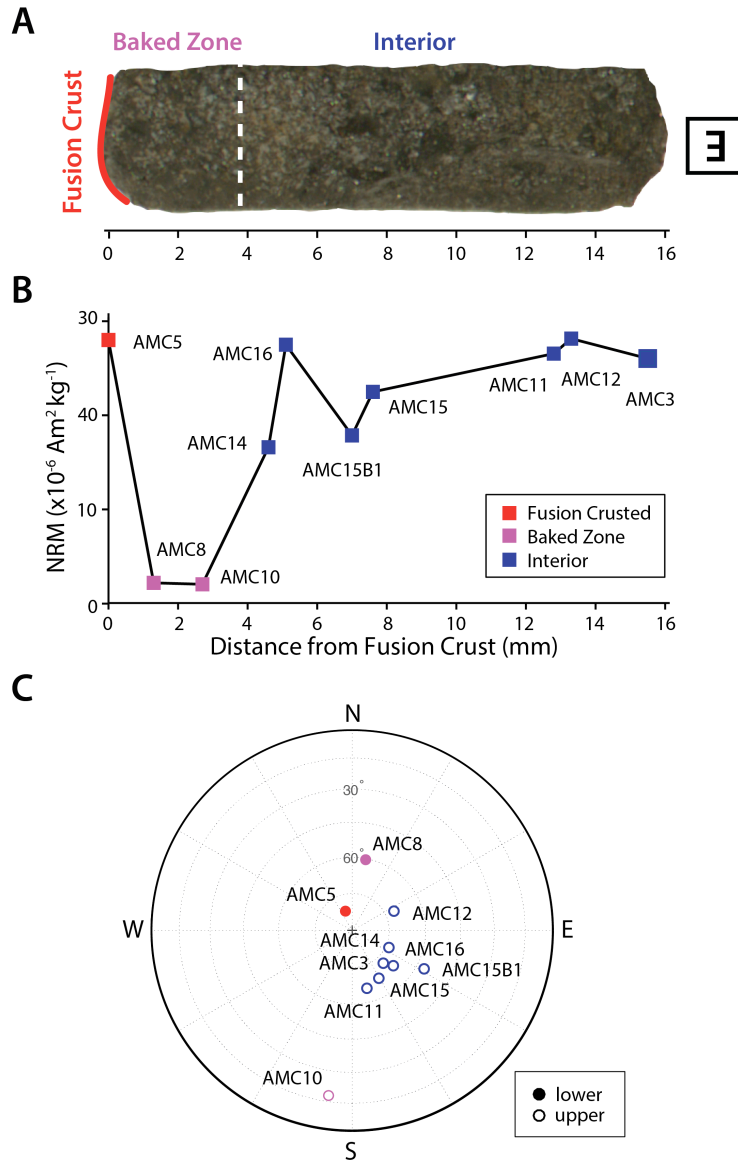 A
Baked Zone Interior
Fusion Crust
E
0 2 4 6 8 10 12 14 16
B
30
40
10
0
NRM (x10⁻⁶ Am² kg⁻¹)
AMC5
AMC16
AMC14
AMC15
AMC15B1
AMC11
AMC12
AMC3
AMC8
AMC10
Fusion Crusted
Baked Zone
Interior
0 2 4 6 8 10 12 14 16
Distance from Fusion Crust (mm)
C
N
30°
60°
AMC8
AMC5
AMC12
W
E
AMC14
AMC16
AMC3
AMC15B1
AMC15
AMC11
AMC10
lower
upper
S